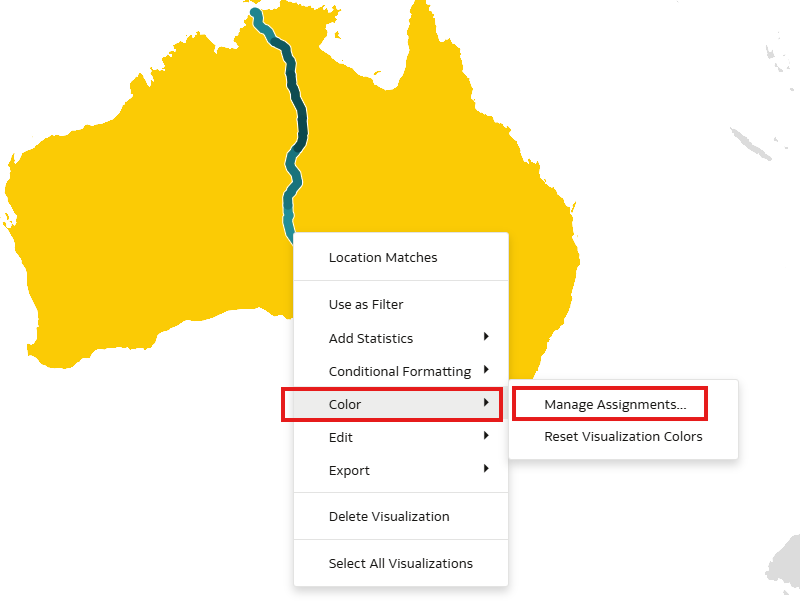 Location Matches
Use as Filter
Add Statistics
Conditional Formatting
Color
Manage Assignments...
Edit
Reset Visualization Colors
Export
Delete Visualization
Select All Visualizations